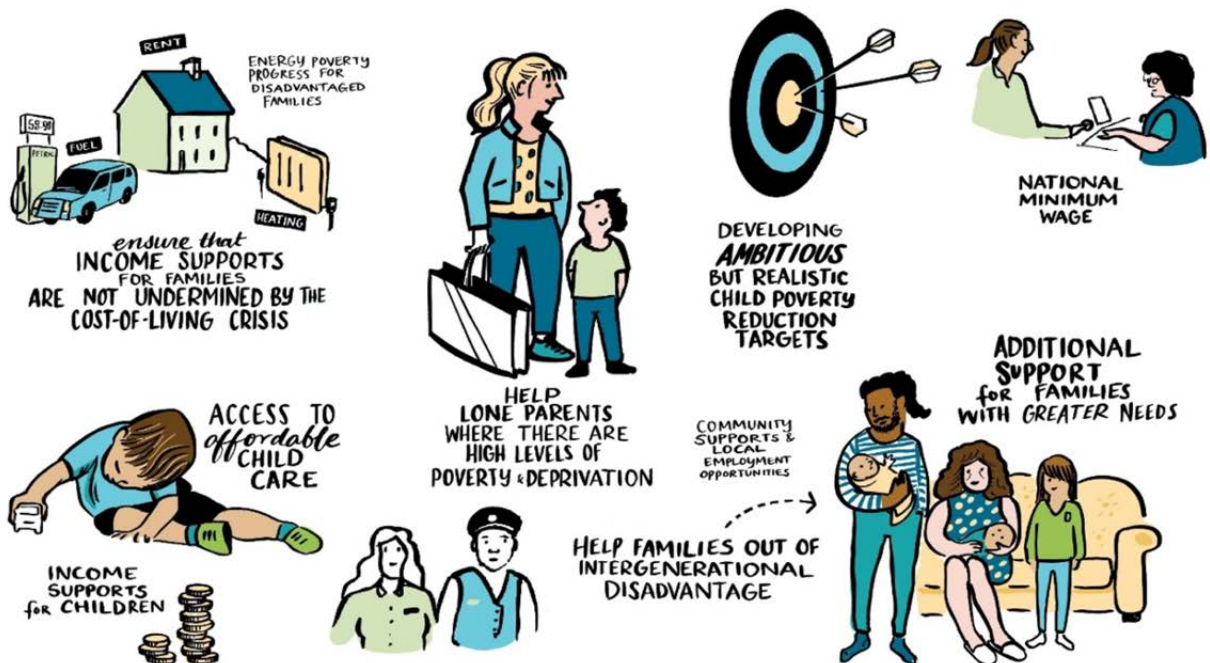 RENT
ENERGY POVERTY
PROGRESS FOR
DISADVANTAGED
FAMILIES
58.90
PETROL
FUEL
HEATING
ensure that
INCOME SUPPORTS
FOR FAMILIES
ARE NOT UNDERMINED BY THE
COST-OF-LIVING CRISIS
HELP
LONE PARENTS
WHERE THERE ARE
HIGH LEVELS OF
POVERTY & DEPRIVATION
DEVELOPING
AMBITIOUS
BUT REALISTIC
CHILD POVERTY
REDUCTION
TARGETS
NATIONAL
MINIMUM
WAGE
ACCESS TO
affordable
CHILD
CARE
INCOME
SUPPORTS
for CHILDREN
COMMUNITY
SUPPORTS &
LOCAL
EMPLOYMENT
OPPORTUNITIES
HELP FAMILIES OUT OF
INTERGENERATIONAL
DISADVANTAGE
ADDITIONAL
SUPPORT
for FAMILIES
WITH GREATER NEEDS